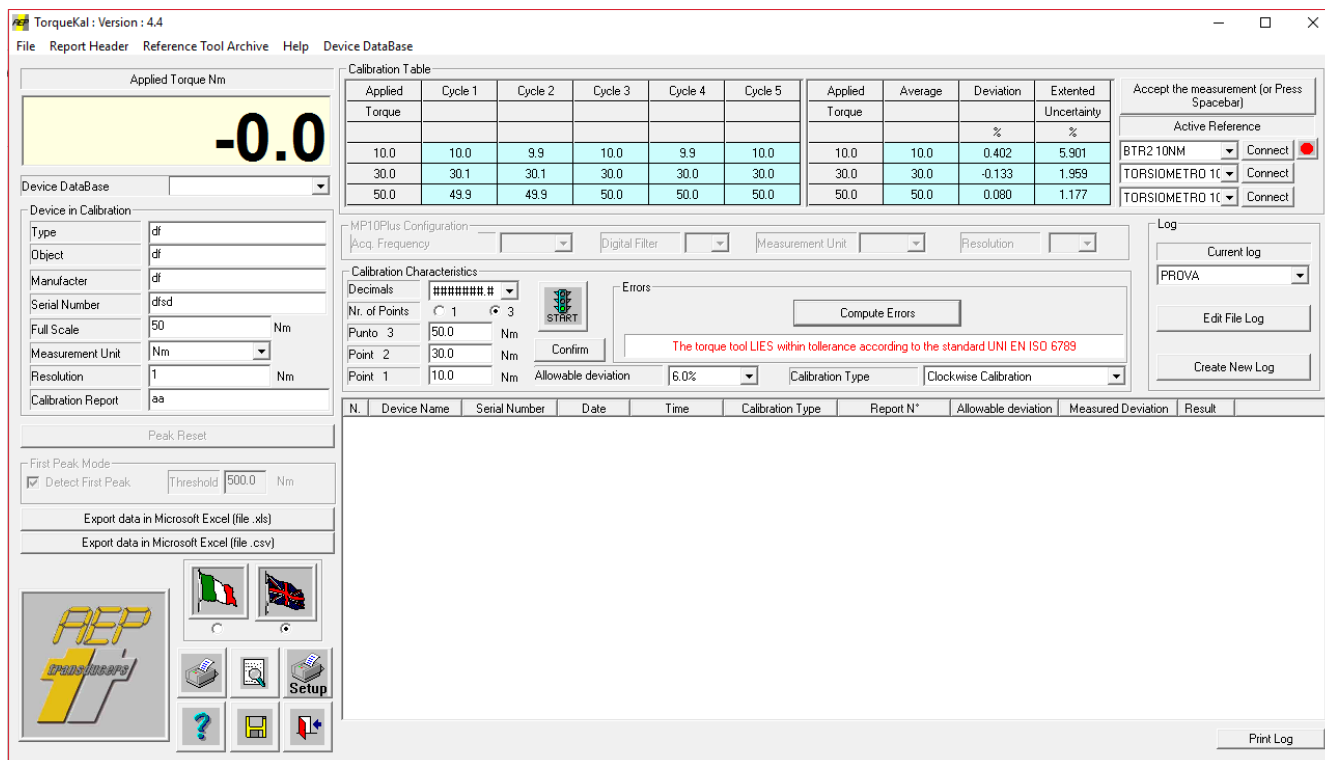 TorqueKal : Version : 4.4
File Report Header Reference Tool Archive Help Device DataBase
Applied Torque Nm
-0.0
Device DataBase
Device in Calibration
Type df
Object df
Manufacter df
Serial Number dfsd
Full Scale 50 Nm
Measurement Unit Nm
Resolution 1 Nm
Calibration Report aa
Peak Reset
First Peak Mode
Detect First Peak Threshold 500.0 Nm
Export data in Microsoft Excel (file .xls)
Export data in Microsoft Excel (file .csv)
AEP
transducers
Setup
?
Calibration Table
Applied Cycle 1 Cycle 2 Cycle 3 Cycle 4 Cycle 5 Applied Average Deviation Extented
Torque Torque Uncertainty
% %
10.0 10.0 9.9 10.0 9.9 10.0 10.0 10.0 0.402 5.901
30.0 30.1 30.1 30.0 30.0 30.0 30.0 30.0 -0.133 1.959
50.0 49.9 49.9 50.0 50.0 50.0 50.0 50.0 0.080 1.177
Accept the measurement (or Press
Spacebar)
Active Reference
BTR2 10NM Connect
TORSIOMETRO 10 Connect
TORSIOMETRO 10 Connect
MP10Plus Configuration
Acq. Frequency Digital Filter Measurement Unit Resolution
Calibration Characteristics
Decimals #######.#
Nr. of Points 1 3
Punto 3 50.0 Nm
Point 2 30.0 Nm
Point 1 10.0 Nm
START
Confirm
Errors
Compute Errors
The torque tool LIES within tollerance according to the standard UNI EN ISO 6789
Allowable deviation 6.0% Calibration Type Clockwise Calibration
Log
Current log
PROVA
Edit File Log
Create New Log
N. Device Name Serial Number Date Time Calibration Type Report N° Allowable deviation Measured Deviation Result
Print Log